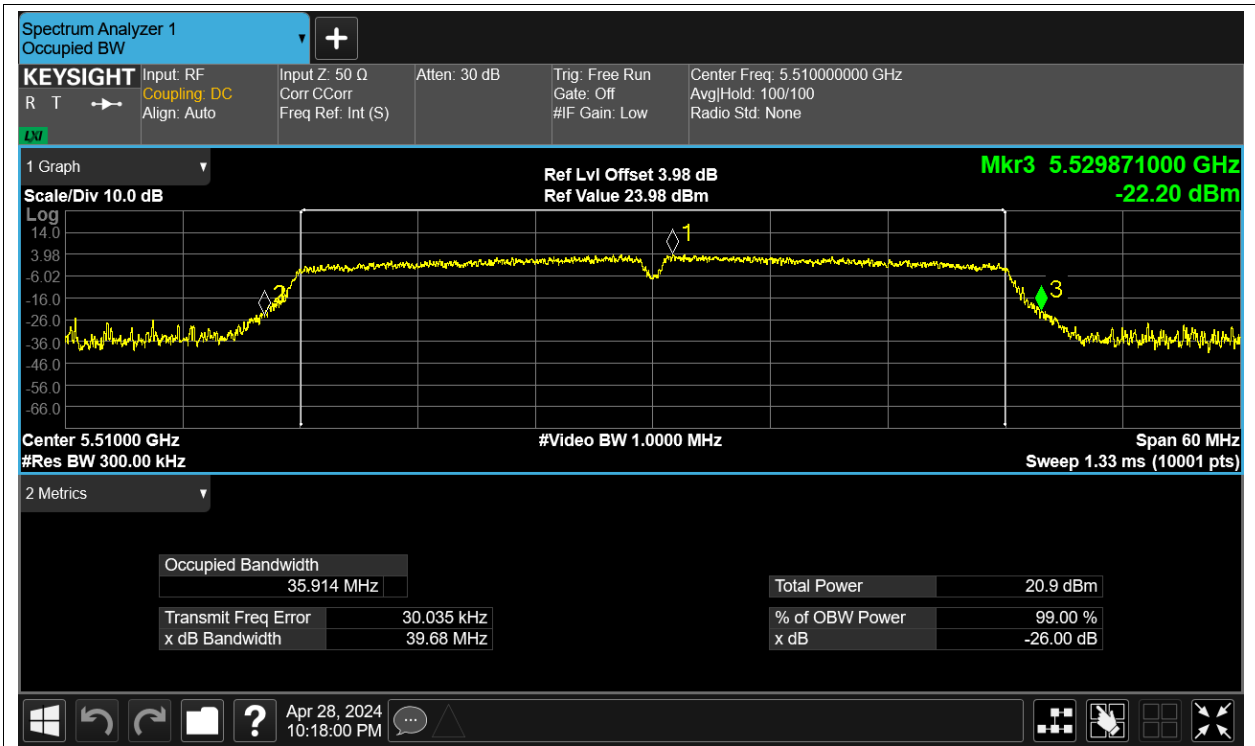 Spectrum Analyzer 1
Occupied BW
KEYSIGHT
R T
LXI
Input: RF
Coupling: DC
Align: Auto
Input Z: 50 Ω
Corr CCorr
Freq Ref: Int (S)
Atten: 30 dB
Trig: Free Run
Gate: Off
#IF Gain: Low
Center Freq: 5.510000000 GHz
Avg|Hold: 100/100
Radio Std: None
1 Graph
Scale/Div 10.0 dB
Ref Lvl Offset 3.98 dB
Ref Value 23.98 dBm
Mkr3 5.529871000 GHz
-22.20 dBm
Log
14.0
3.98
-6.02
-16.0
-26.0
-36.0
-46.0
-56.0
-66.0
1
2
3
Center 5.51000 GHz
#Res BW 300.00 kHz
#Video BW 1.0000 MHz
Span 60 MHz
Sweep 1.33 ms (10001 pts)
2 Metrics
Occupied Bandwidth
35.914 MHz
Transmit Freq Error 30.035 kHz
x dB Bandwidth 39.68 MHz
Total Power 20.9 dBm
% of OBW Power 99.00 %
x dB -26.00 dB
?
Apr 28, 2024
10:18:00 PM